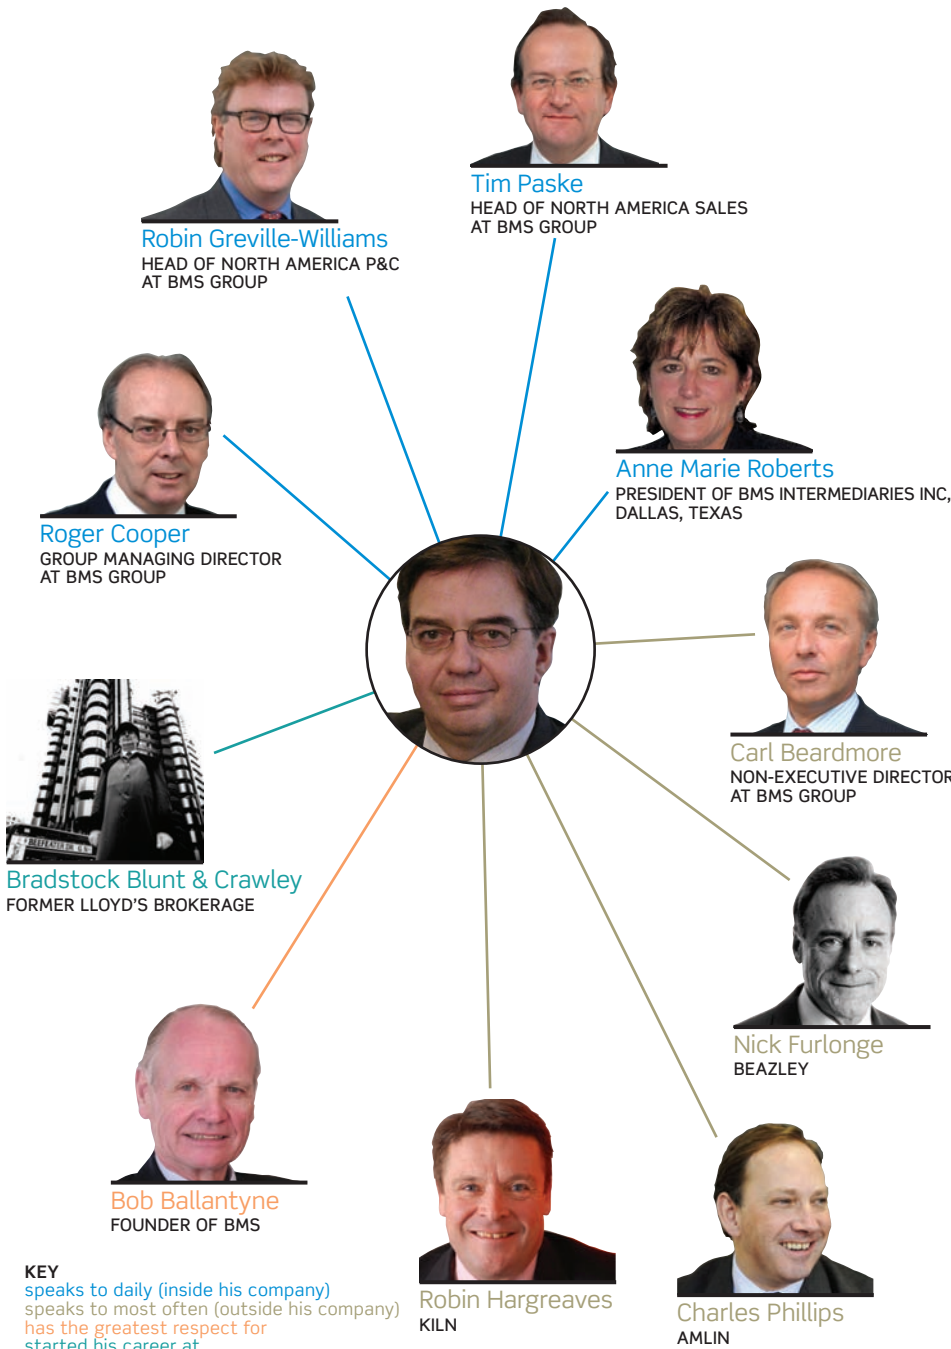 Tim Paske
HEAD OF NORTH AMERICA SALES
AT BMS GROUP
Robin Greville-Williams
HEAD OF NORTH AMERICA P&C
AT BMS GROUP
Anne Marie Roberts
PRESIDENT OF BMS INTERMEDIARIES INC,
DALLAS, TEXAS
Roger Cooper
GROUP MANAGING DIRECTOR
AT BMS GROUP
Carl Beardmore
NON-EXECUTIVE DIRECTOR
AT BMS GROUP
Bradstock Blunt & Crawley
FORMER LLOYD'S BROKERAGE
Nick Furlonge
BEAZLEY
Bob Ballantyne
FOUNDER OF BMS
Robin Hargreaves
KILN
Charles Phillips
AMLIN
KEY
speaks to daily (inside his company)
speaks to most often (outside his company)
has the greatest respect for
started his career at